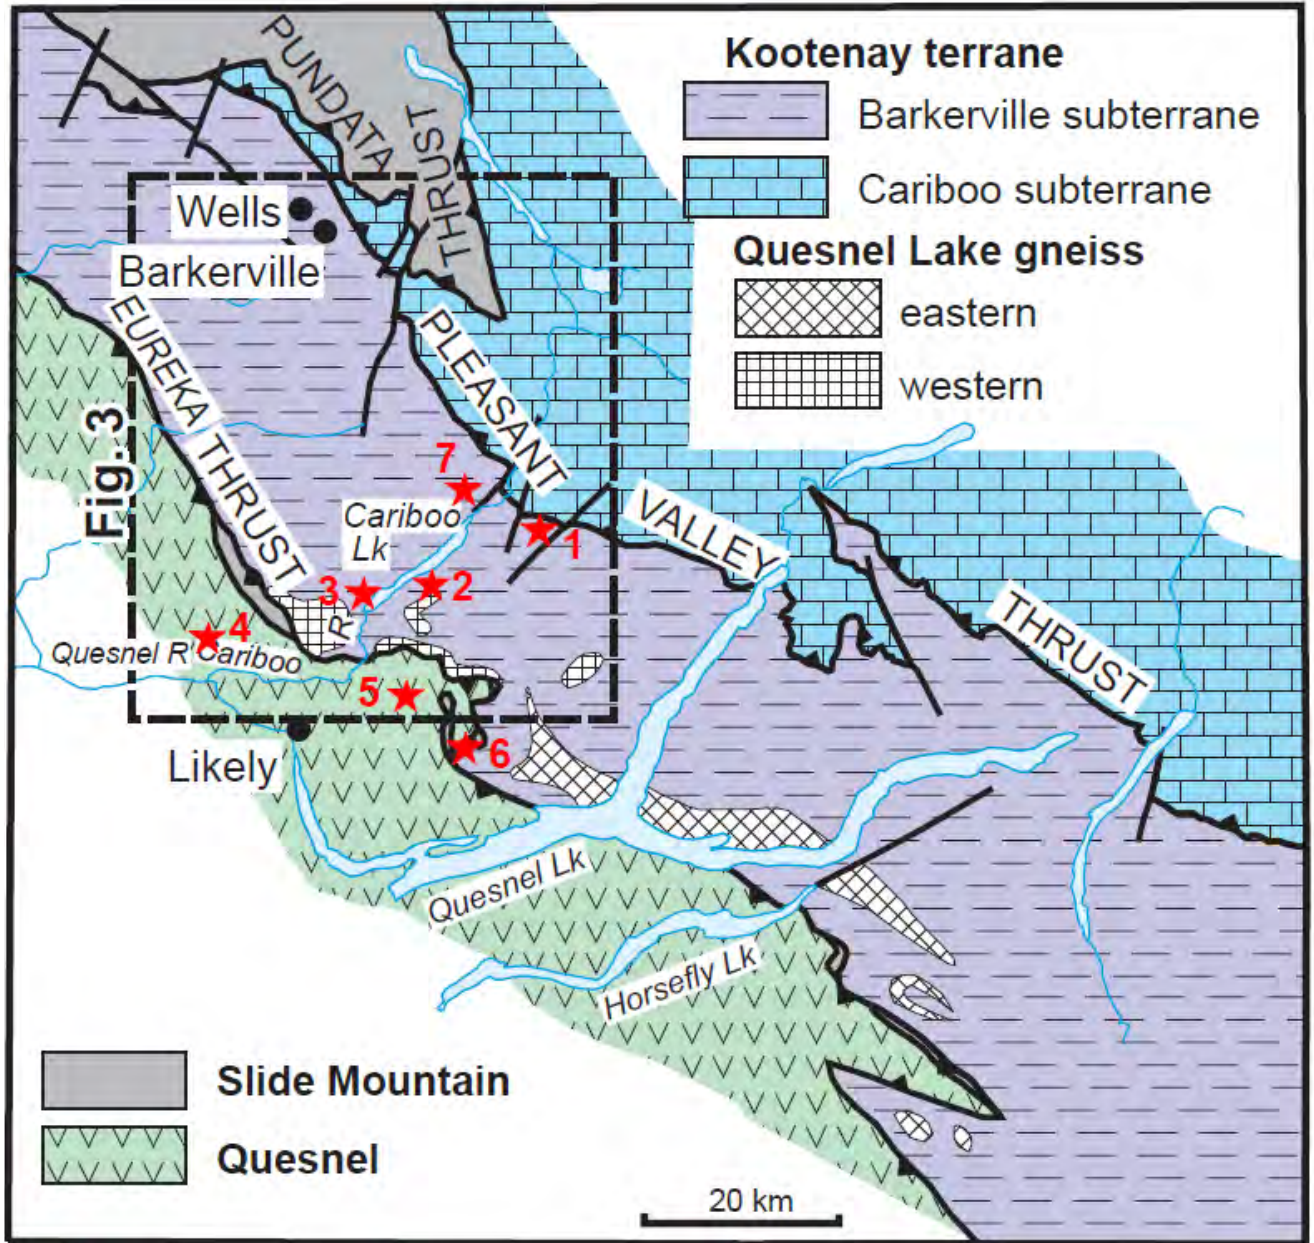 PUNDATA
THRUST
Kootenay terrane
Barkerville subterrane
Cariboo subterrane
Quesnel Lake gneiss
eastern
western
Wells
Barkerville
EUREKA THRUST
PLEASANT
VALLEY
THRUST
Fig. 3
7
Cariboo
Lk
1
2
3
R
4
Quesnel R
Cariboo
5
6
Likely
Quesnel Lk
Horsefly Lk
Slide Mountain
Quesnel
20 km